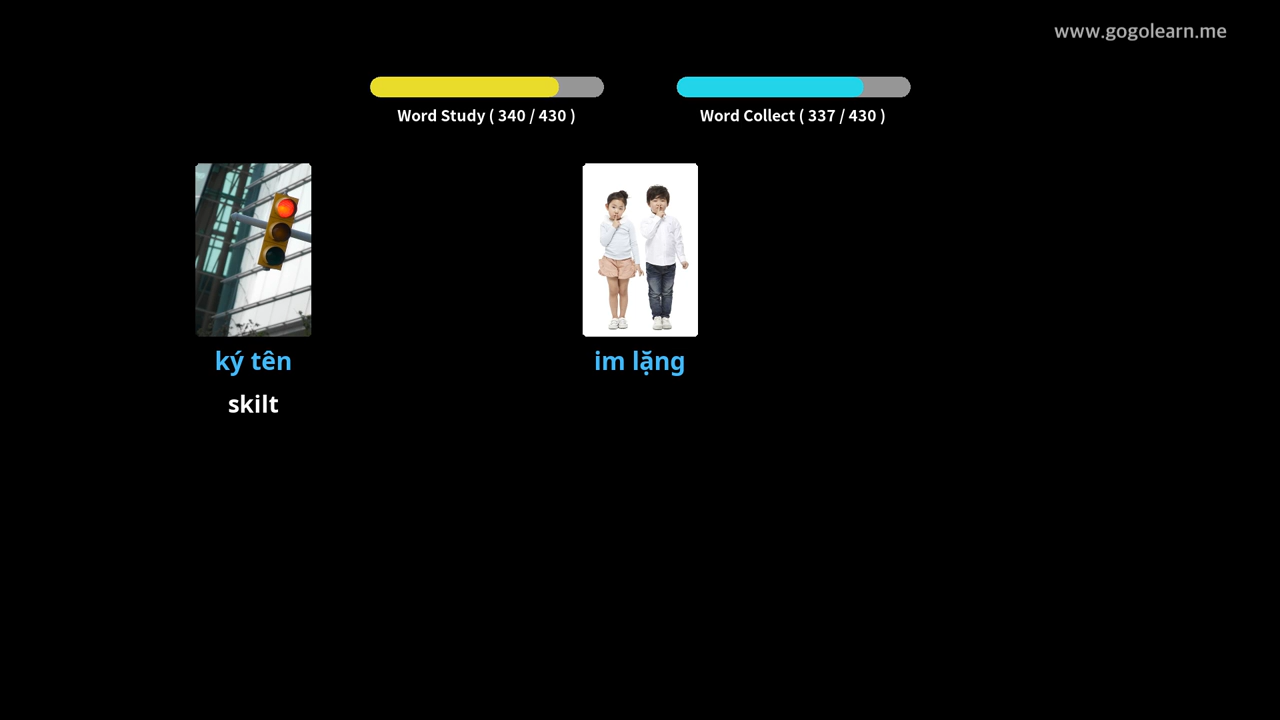 www.gogolearn.me
Word Study ( 340 / 430 )
Word Collect ( 337 / 430 )
ký tên
im lặng
skilt